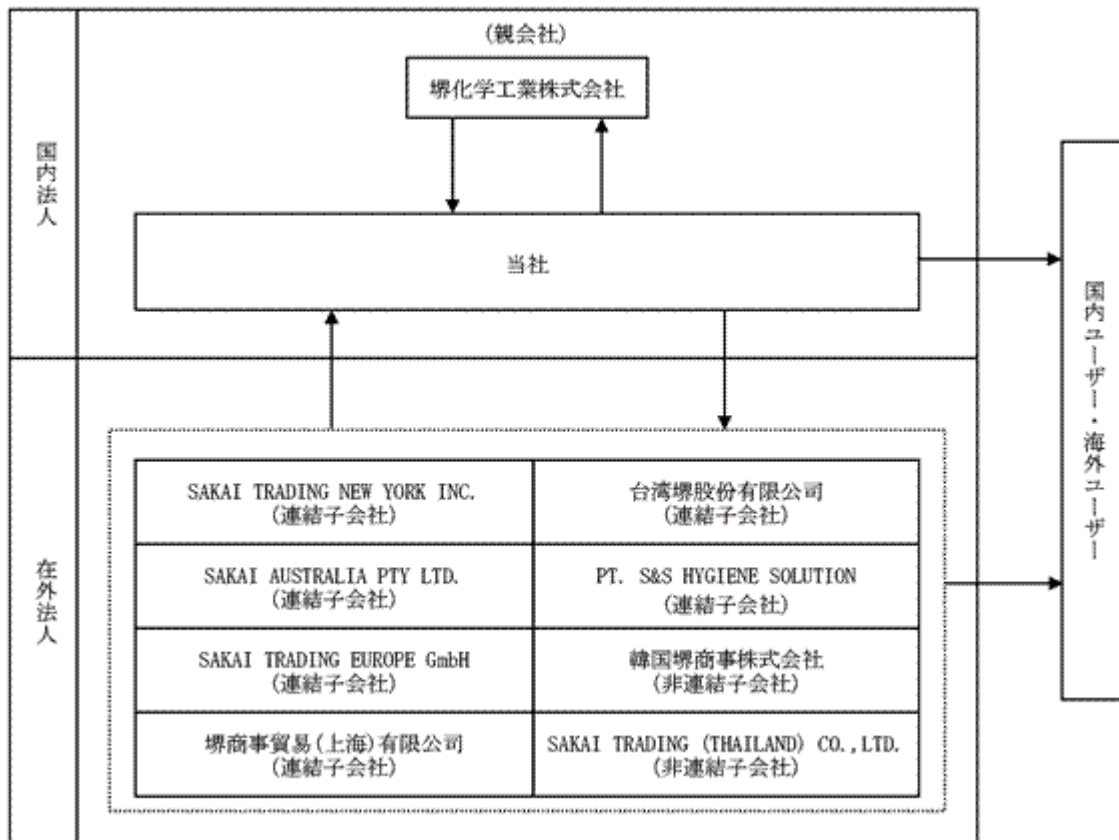 (親会社)
堺化学工業株式会社
国内法人
当社
国内ユーザー・海外ユーザー
在外法人
SAKAI TRADING NEW YORK INC.
(連結子会社)
台湾堺股份有限公司
(連結子会社)
SAKAI AUSTRALIA PTY LTD.
(連結子会社)
PT. S&S HYGIENE SOLUTION
(連結子会社)
SAKAI TRADING EUROPE GmbH
(連結子会社)
韓国堺商事株式会社
(非連結子会社)
堺商事貿易(上海)有限公司
(連結子会社)
SAKAI TRADING (THAILAND) CO.,LTD.
(非連結子会社)